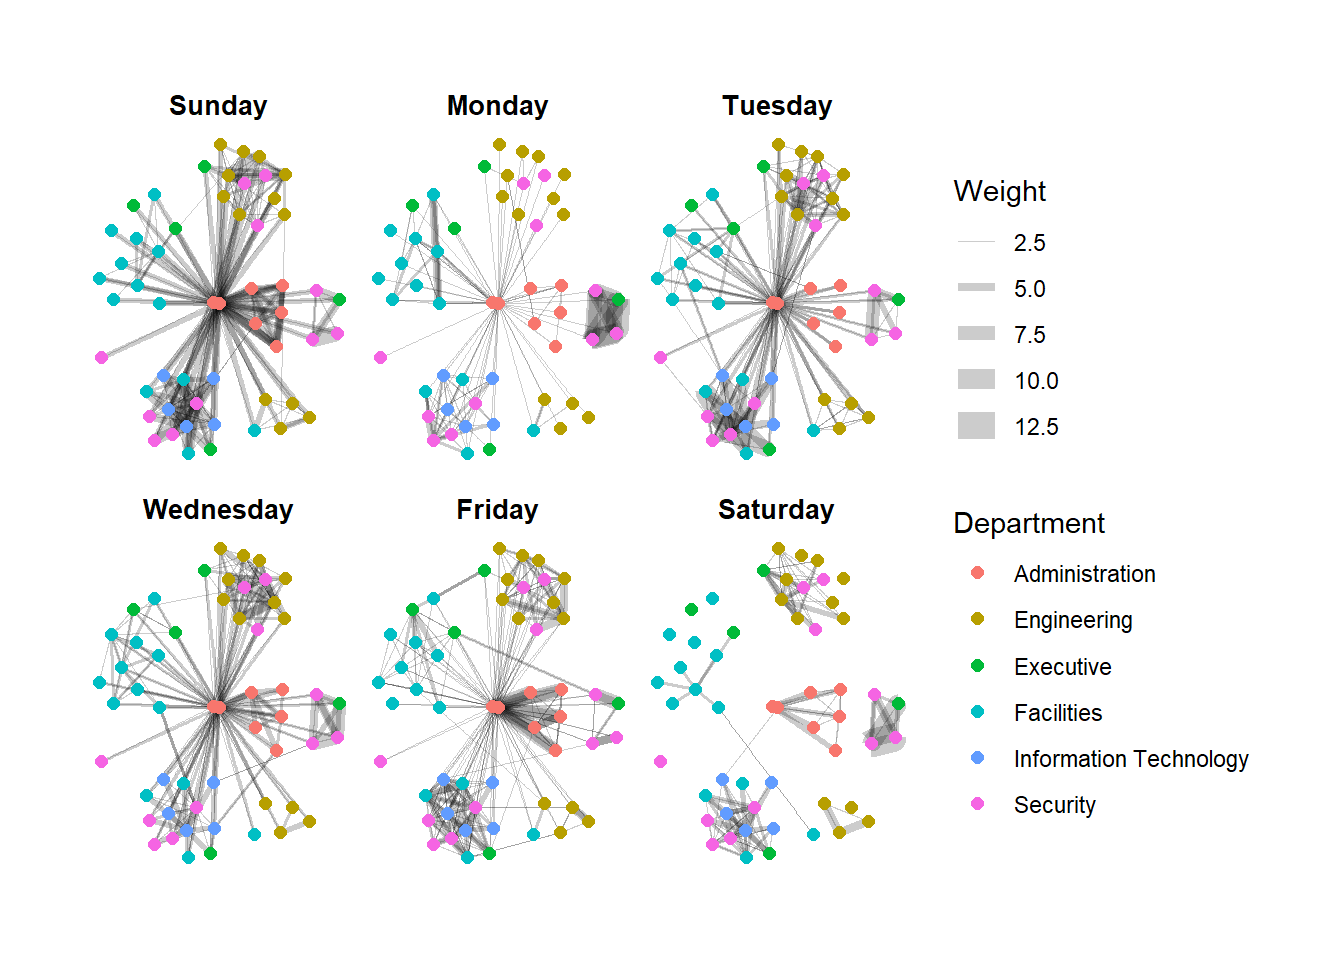 Sunday
Monday
Tuesday
Wednesday
Friday
Saturday
Weight
2.5
5.0
7.5
10.0
12.5
Department
Administration
Engineering
Executive
Facilities
Information Technology
Security